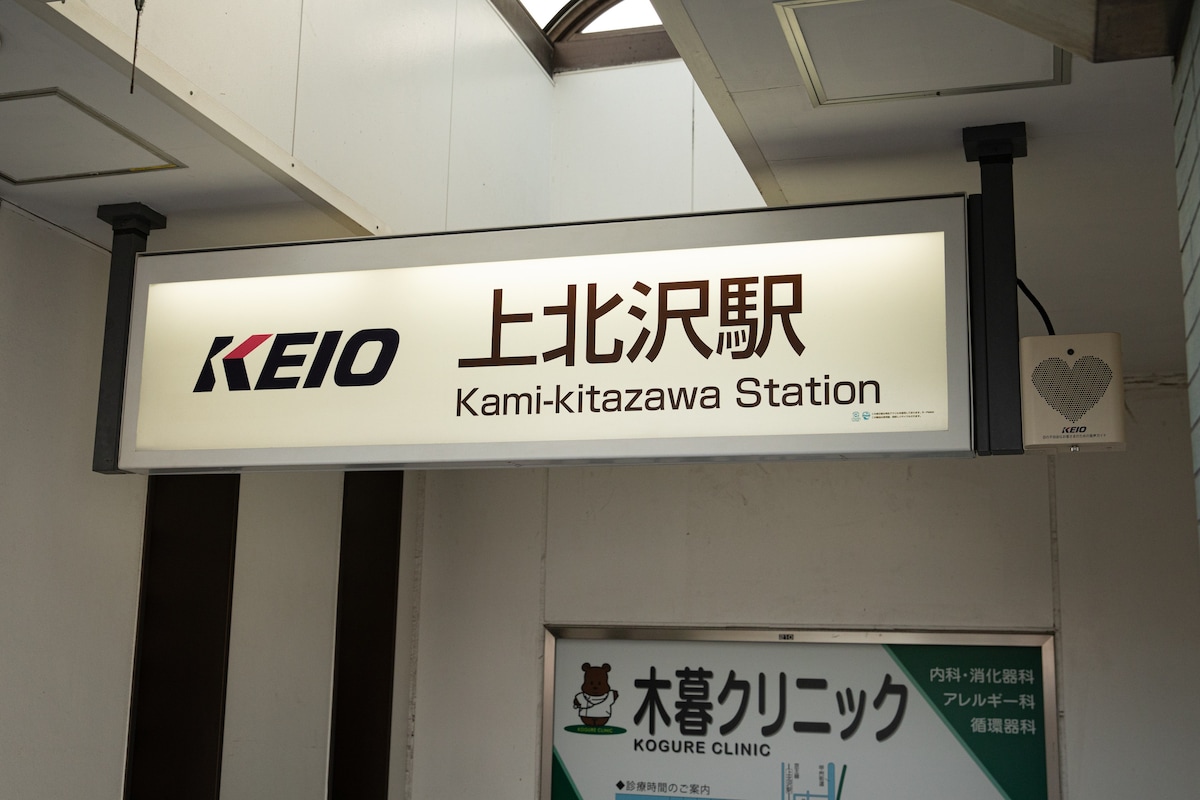 KEIO
上北沢駅
Kami-kitazawa Station
KEIO
木暮クリニック
KOGURE CLINIC
KOGURE CLINIC
内科・消化器科
アレルギー科
循環器科
◆診療時間のご案内